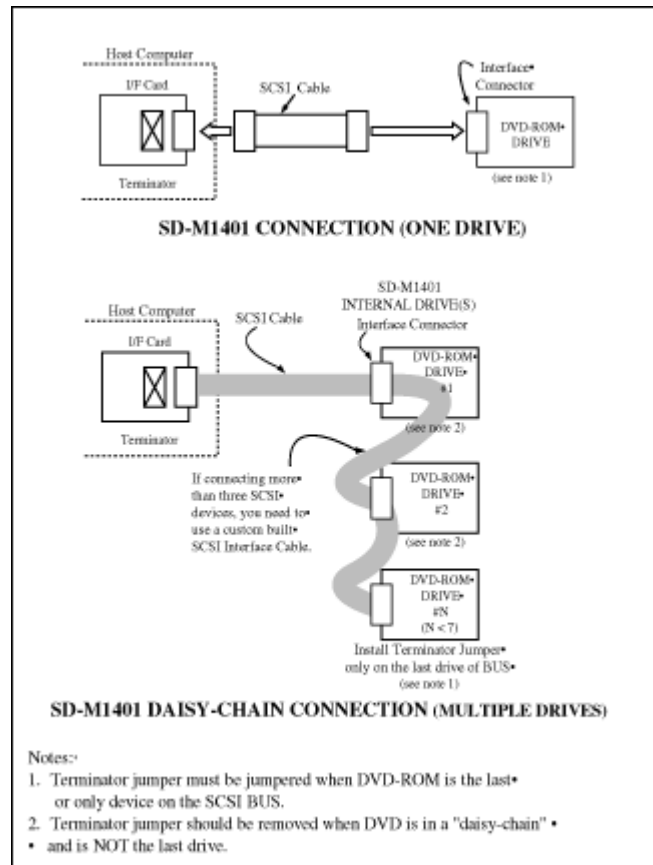 Host Computer
I/F Card
SCSI Cable
Interface•
Connector
DVD-ROM•
DRIVE
Terminator
(see note 1)
SD-M1401 CONNECTION (ONE DRIVE)
SD-M1401
INTERNAL DRIVE(S)
Interface Connector
Host Computer
SCSI Cable
I/F Card
Terminator
DVD-ROM•
DRIVE•
#1
(see note 2)
If connecting more•
than three SCSI•
devices, you need to•
use a custom built•
SCSI Interface Cable.
DVD-ROM•
DRIVE•
#2
(see note 2)
DVD-ROM•
DRIVE•
#N
(N < 7)
Install Terminator Jumper•
only on the last drive of BUS•
(see note 1)
SD-M1401 DAISY-CHAIN CONNECTION (MULTIPLE DRIVES)
Notes:•
1. Terminator jumper must be jumpered when DVD-ROM is the last•
or only device on the SCSI BUS.
2. Terminator jumper should be removed when DVD is in a "daisy-chain" •
• and is NOT the last drive.